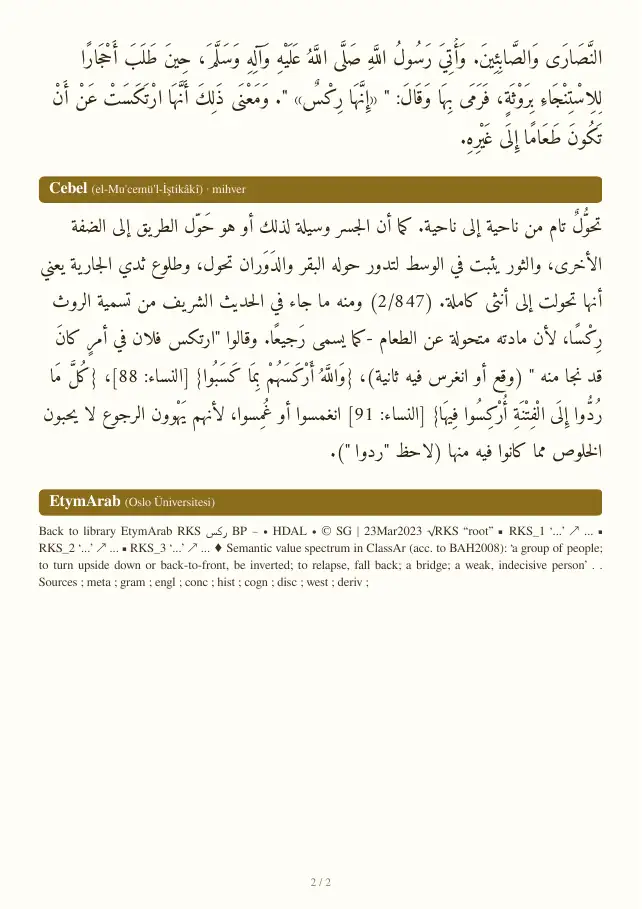 النَّصَارَى وَالصَّابِئِينَ. وَأُتِيَ رَسُولُ اللَّهِ صَلَّى اللَّهُ عَلَيْهِ وَآلِهِ وَسَلَّمَ، حِينَ طَلَبَ أَحْجَارًا
لِلِاسْتِنْجَاءِ بِرَوْثَةٍ، فَرَمَى بِهَا وَقَالَ: " «إِنَّهَا رِكْسٌ» ". وَمَعْنَى ذَلِكَ أَنَّهَا ارْتَكَسَتْ عَنْ أَنْ
تَكُونَ طَعَامًا إِلَى غَيْرِهِ.
Cebel (el-Mu'cemü'l-İştikâkî) · mihver
تحوُّلٌ تام من ناحية إلى ناحية. كما أن الجسر وسيلة لذلك أو هو حَوّل الطريق إلى الضفة
الأخرى، والثور يثبت في الوسط لتدور حوله البقر والدَوَران تحول، وطلوع ثدي الجارية يعني
أنها تحولت إلى أنثى كاملة. (2/847) ومنه ما جاء في الحديث الشريف من تسمية الروث
رِكْسًا، لأن مادته متحولة عن الطعام -كما يسمى رَجيعًا. وقالوا "ارتكس فلان في أمرٍ كانَ
قد نجا منه " (وقع أو انغرس فيه ثانية)، {وَاللَّهُ أَرْكَسَهُمْ بِمَا كَسَبُوا} [النساء: 88]، {كُلَّ مَا
رُدُّوا إِلَى الْفِتْنَةِ أُرْكِسُوا فِيهَا} [النساء: 91] انغمسوا أو غُمِسوا، لأنهم يَهْوون الرجوع لا يحبون
الخلوص مما كانوا فيه منها (لاحظ "ردوا ").
EtymArab (Oslo Üniversitesi)
Back to library EtymArab RKS ركس BP – • HDAL • © SG | 23Mar2023 √RKS “root” ▪ RKS_1 ‘…’ ↗ ... ▪
RKS_2 ‘…’ ↗ ... ▪ RKS_3 ‘…’ ↗ ... ♦ Semantic value spectrum in ClassAr (acc. to BAH2008): ‘a group of people;
to turn upside down or back-to-front, be inverted; to relapse, fall back; a bridge; a weak, indecisive person’ . .
Sources ; meta ; gram ; engl ; conc ; hist ; cogn ; disc ; west ; deriv ;
2 / 2